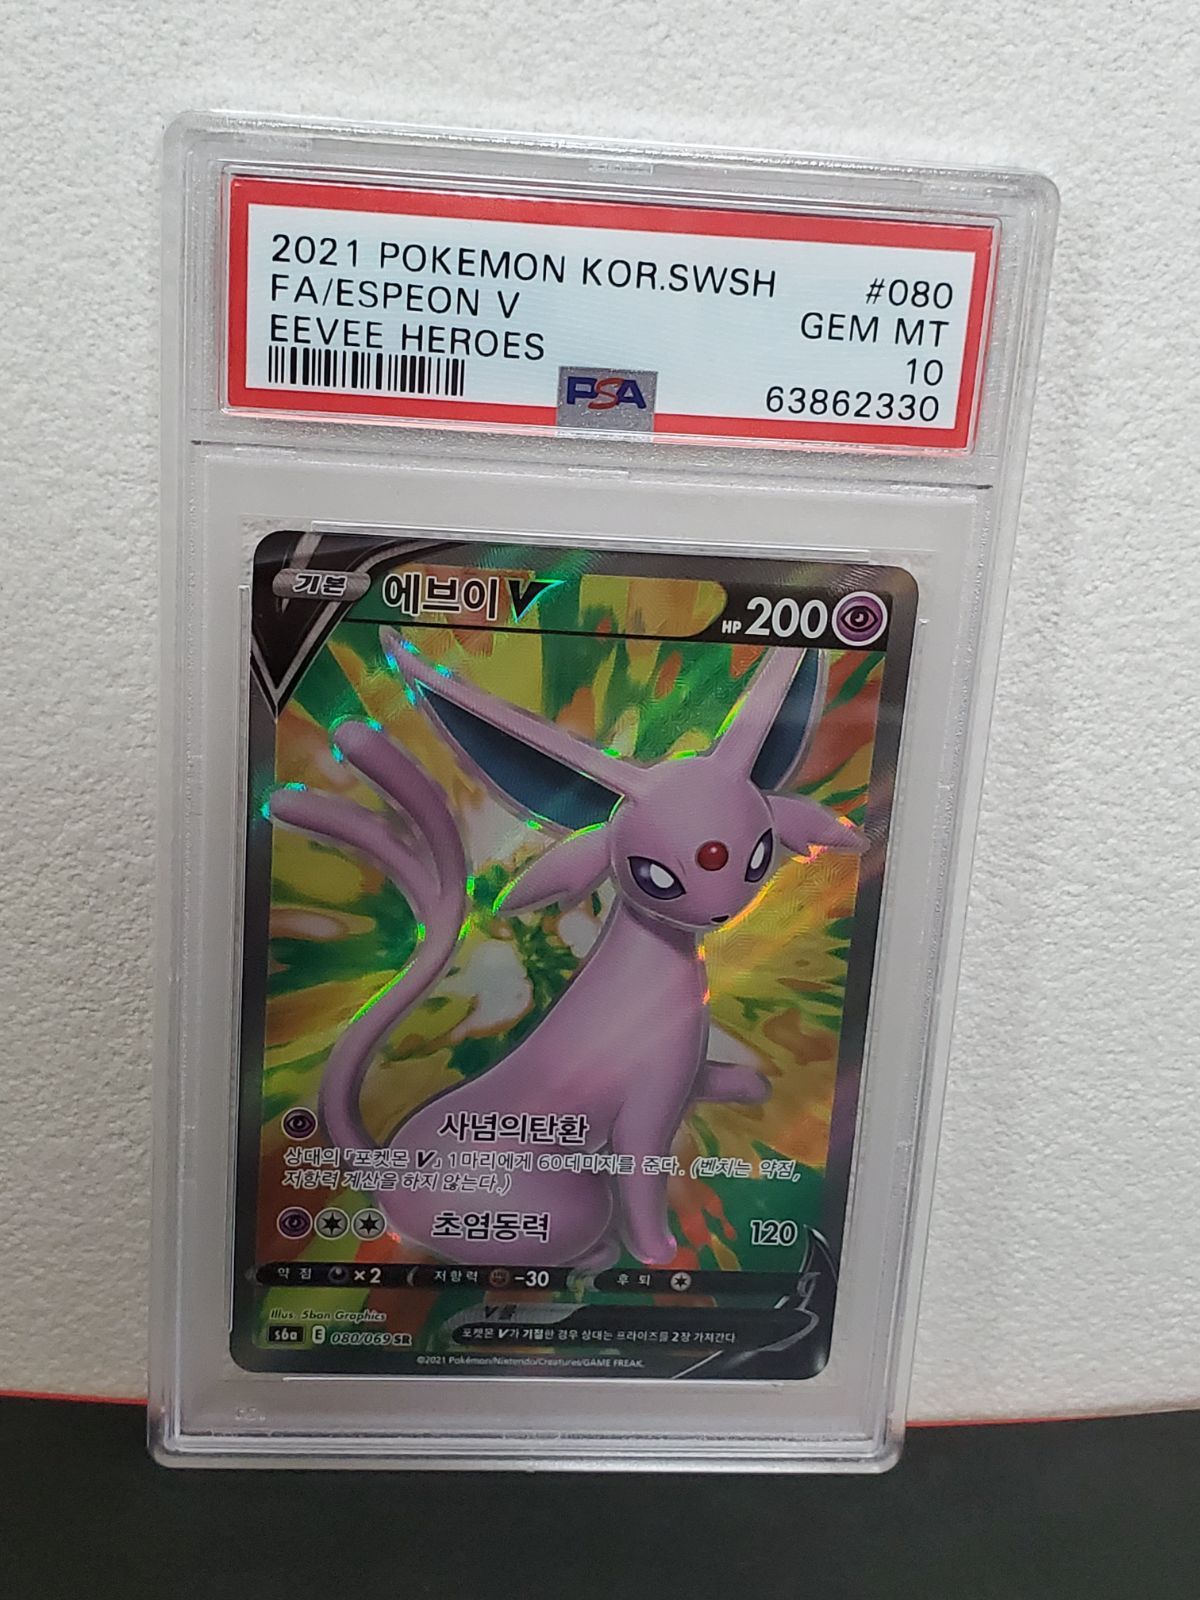 2021 POKEMON KOR.SWSH #080
FA/ESPEON V GEM MT
EEVEE HEROES 10
PSA 63862330
기본 에브이 V HP 200
사념의탄환
상대의 「포켓몬 V」 1마리에게 60데미지를 준다. (벤치는 약점,
저항력 계산을 하지 않는다.)
초염동력 120
약점 ×2 저항력 -30 후퇴
Illus. 5ban Graphics
V룰
s6a E 080/069 SR
포켓몬 V가 기절한 경우 상대는 프라이즈를 2장 가져간다.
©2021 Pokémon/Nintendo/Creatures/GAME FREAK.